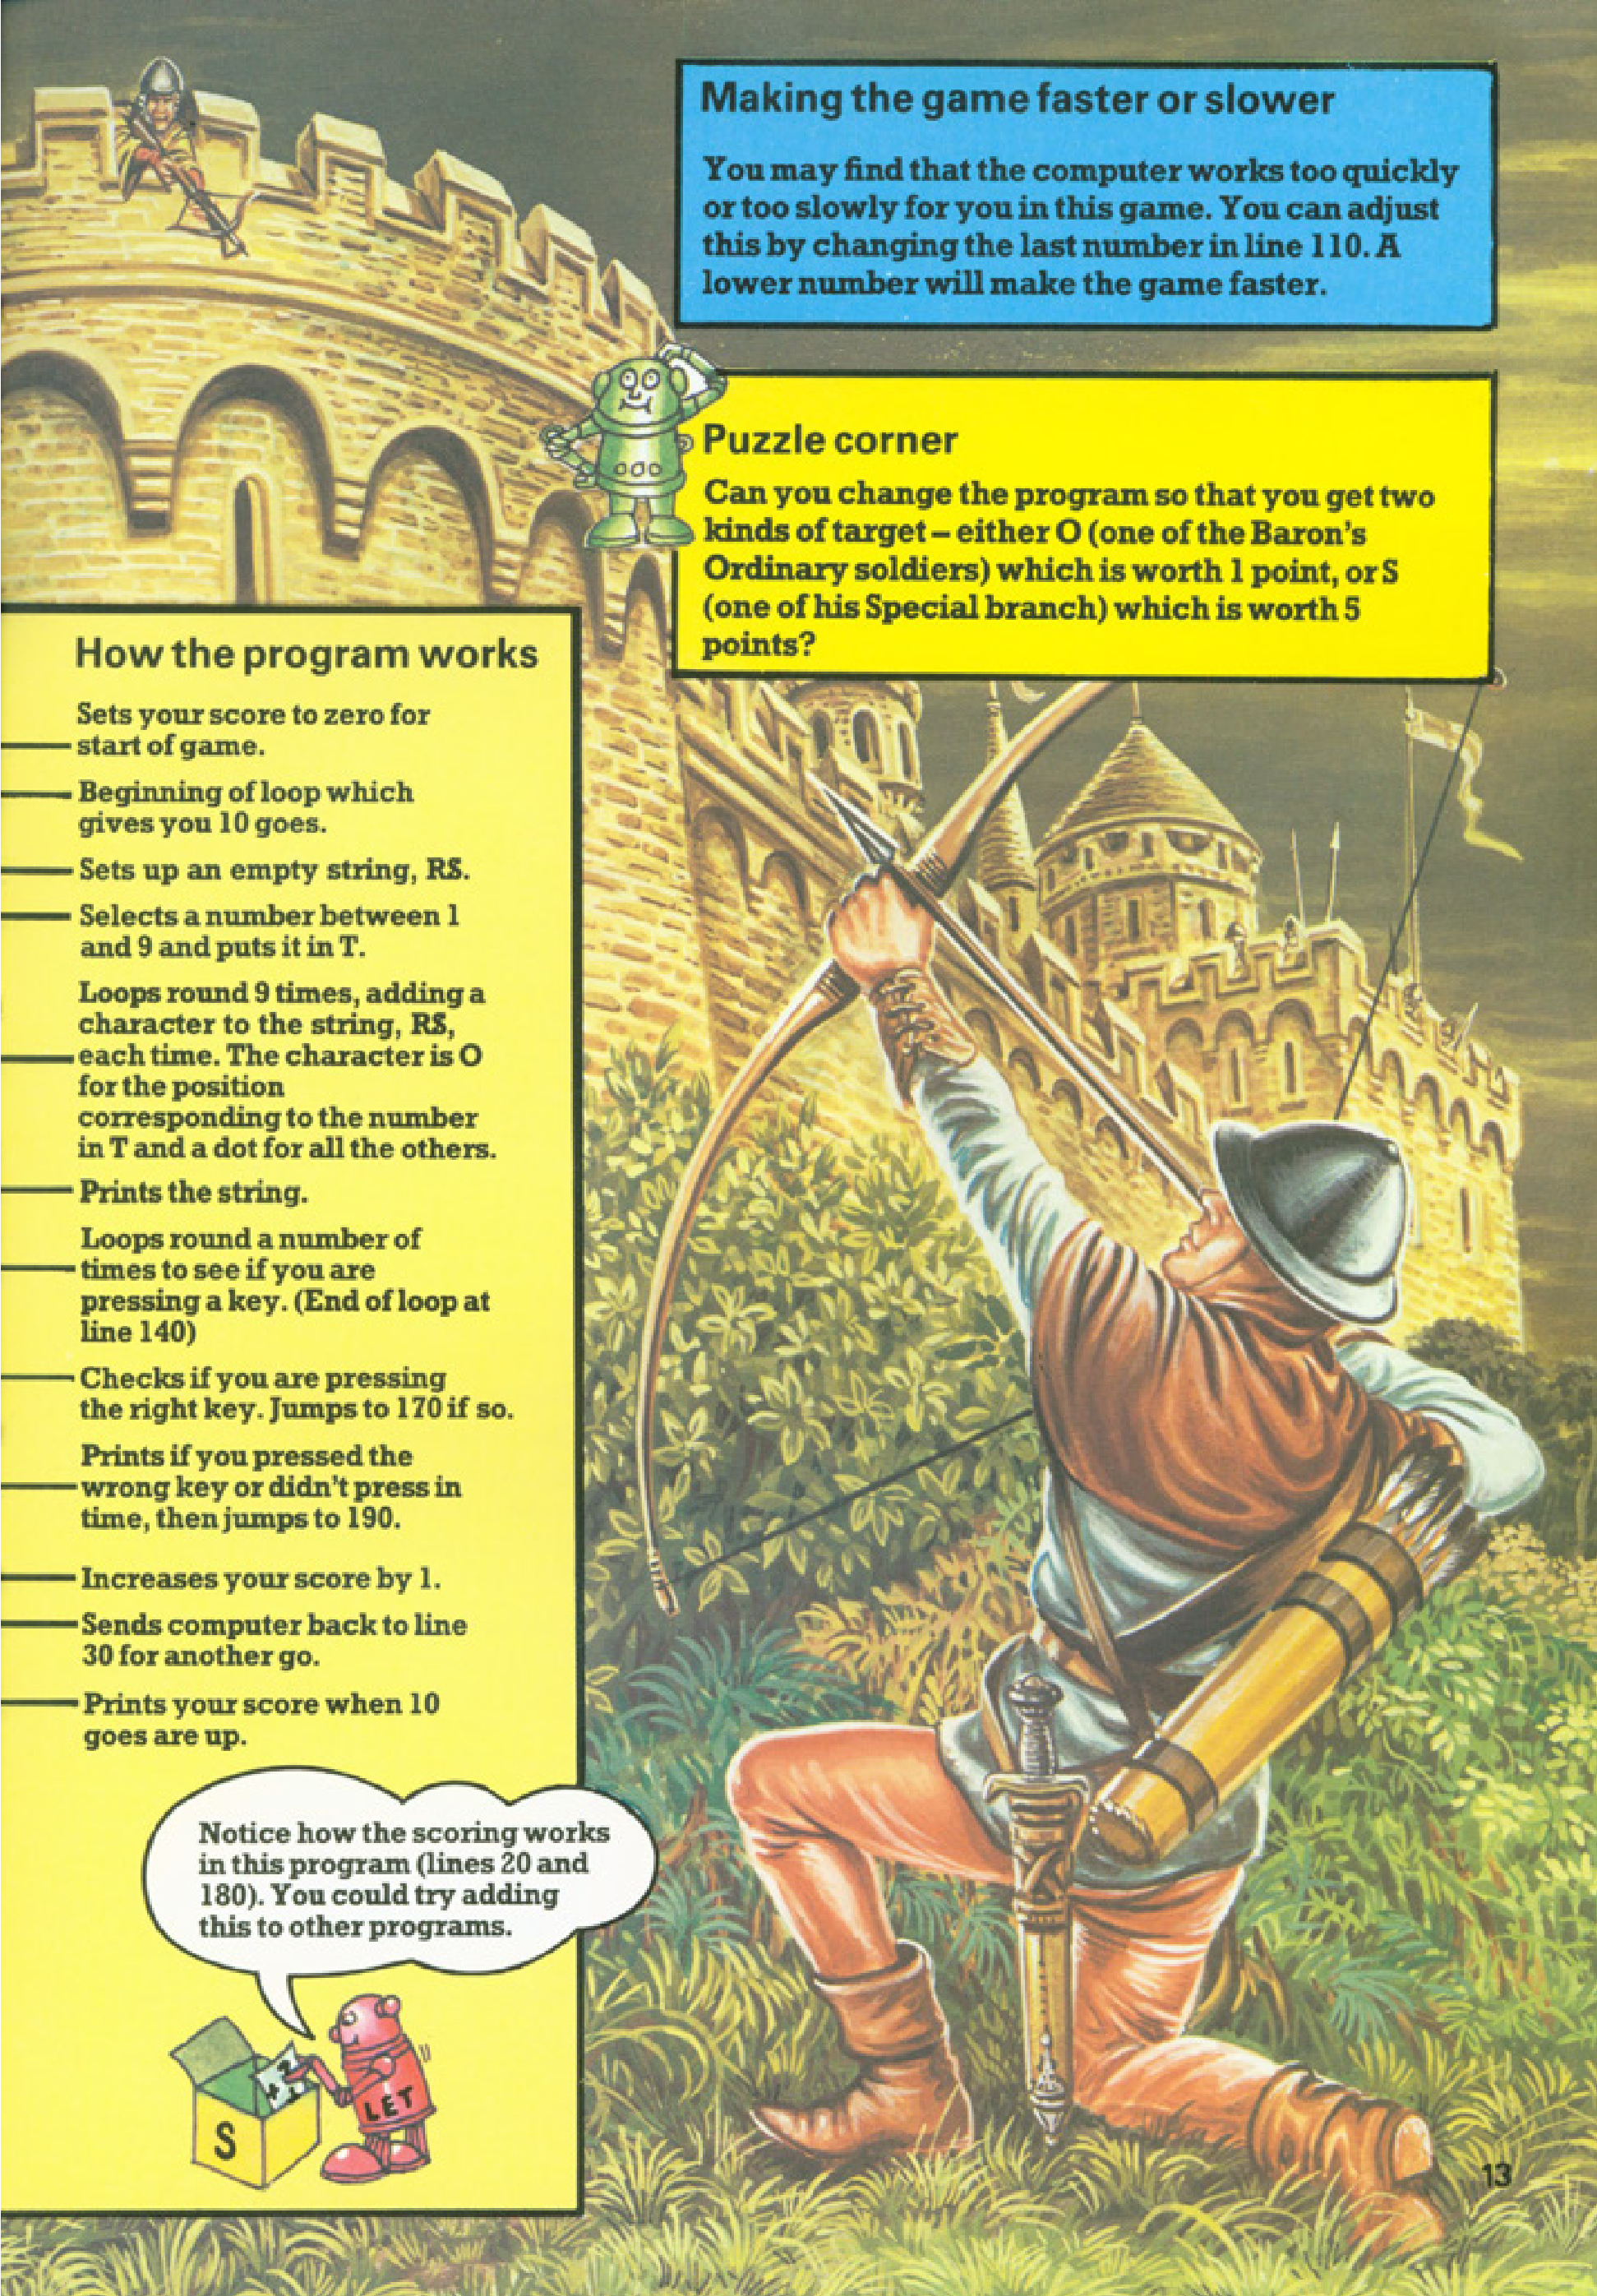 Making the game faster or slower
You may find that the computer works too quickly
or too slowly for you in this game. You can adjust
this by changing the last number in line 110. A
lower number will make the game faster.
Puzzle corner
Can you change the program so that you get two
kinds of target – either O (one of the Baron's
Ordinary soldiers) which is worth 1 point, or S
(one of his Special branch) which is worth 5
points?
How the program works
Sets your score to zero for
start of game.
Beginning of loop which
gives you 10 goes.
Sets up an empty string, R$.
Selects a number between 1
and 9 and puts it in T.
Loops round 9 times, adding a
character to the string, R$,
each time. The character is O
for the position
corresponding to the number
in T and a dot for all the others.
Prints the string.
Loops round a number of
times to see if you are
pressing a key. (End of loop at
line 140)
Checks if you are pressing
the right key. Jumps to 170 if so.
Prints if you pressed the
wrong key or didn't press in
time, then jumps to 190.
Increases your score by 1.
Sends computer back to line
30 for another go.
Prints your score when 10
goes are up.
Notice how the scoring works
in this program (lines 20 and
180). You could try adding
this to other programs.
LET
S
13